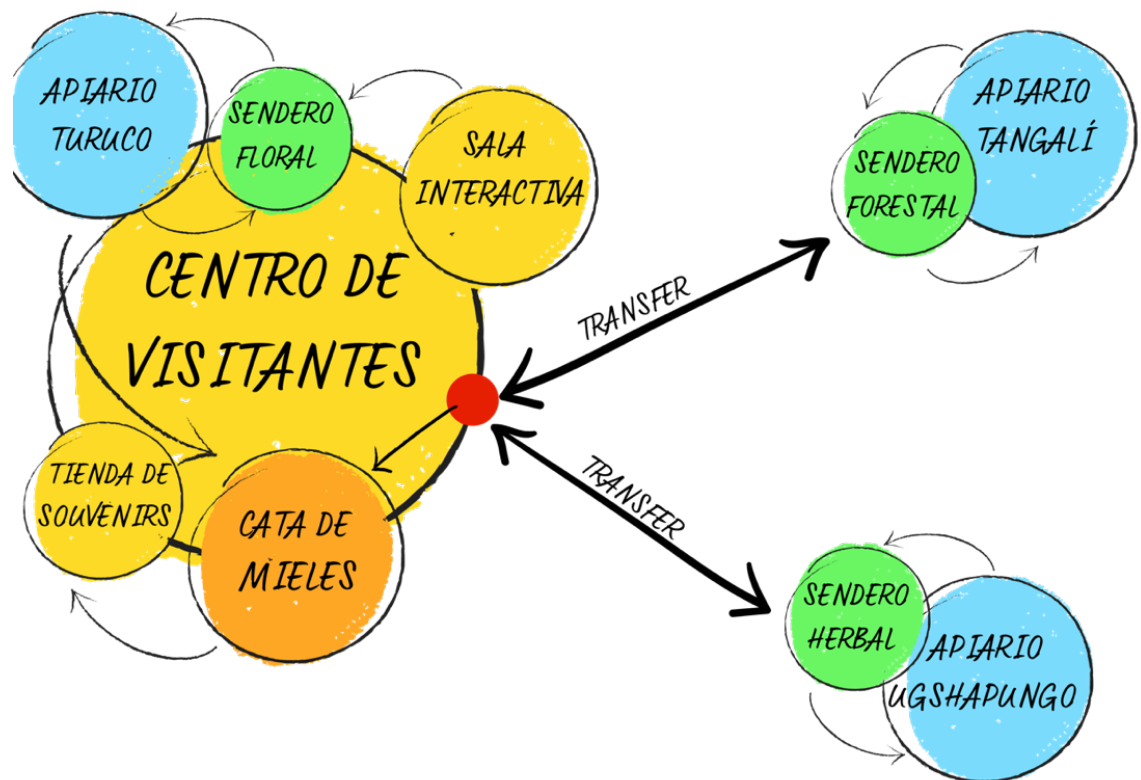 APIARIO
TURUCO
SENDERO
FLORAL
SALA
INTERACTIVA
CENTRO DE
VISITANTES
TIENDA DE
SOUVENIRS
CATA DE
MIELES
TRANSFER
TRANSFER
APIARIO
TANGALÍ
SENDERO
FORESTAL
SENDERO
HERBAL
APIARIO
UGSHAPUNGO